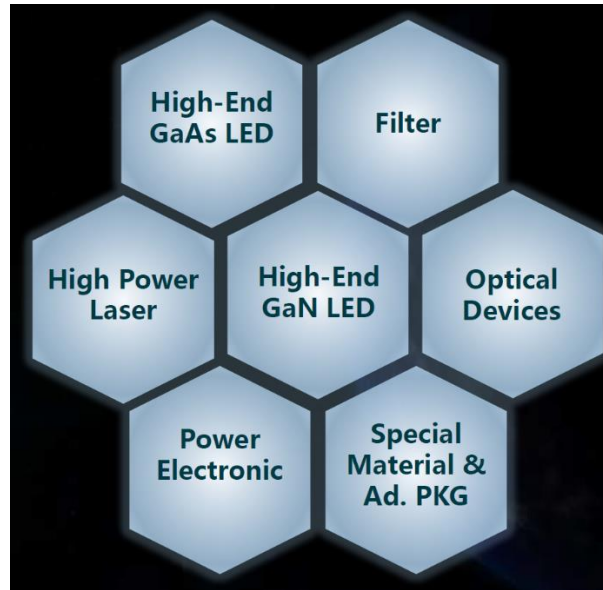 High-End
GaAs LED
Filter
High Power
Laser
High-End
GaN LED
Optical
Devices
Power
Electronic
Special
Material &
Ad. PKG